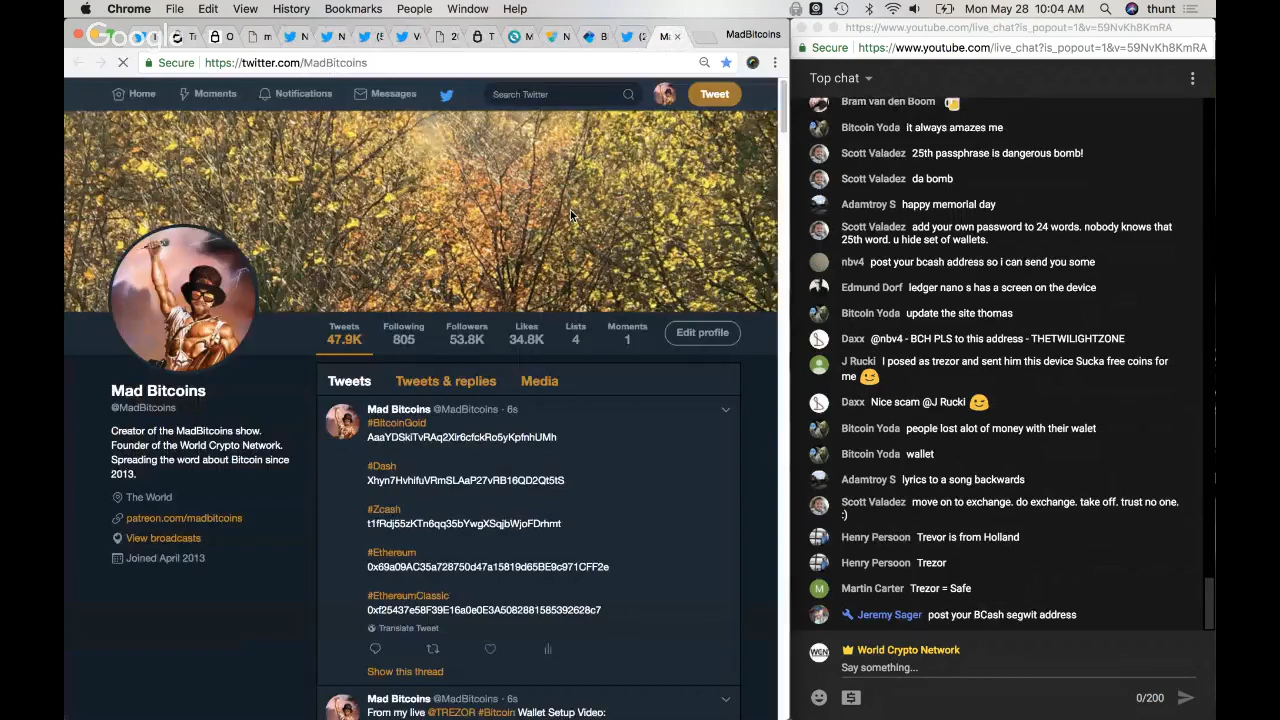 Chrome File Edit View History Bookmarks People Window Help
Mon May 28 10:04 AM thunt
Google
MadBitcoins
Secure https://twitter.com/MadBitcoins
Home Moments Notifications Messages Search Twitter Tweet
Tweets Following Followers Likes Lists Moments
47.9K 805 53.8K 34.8K 4 1 Edit profile
Mad Bitcoins
@MadBitcoins
Creator of the MadBitcoins show.
Founder of the World Crypto Network.
Spreading the word about Bitcoin since
2013.
The World
patreon.com/madbitcoins
View broadcasts
Joined April 2013
Tweets Tweets & replies Media
Mad Bitcoins @MadBitcoins · 6s
#BitcoinGold
AaaYDSkiTvRAq2Xir6cfckRo5yKpfnhUMh
#Dash
Xhyn7HvhifuVRmSLAaP27vRB16QD2Qt5tS
#Zcash
t1fRdj55zKTn6qq35bYwgXSqjbWjoFDrhmt
#Ethereum
0x69a09AC35a728750d47a15819d65BE9c971CFF2e
#EthereumClassic
0xf25437e58F39E16a0e0E3A5082881585392628c7
Translate Tweet
Show this thread
Mad Bitcoins @MadBitcoins · 6s
From my live @TREZOR #Bitcoin Wallet Setup Video:
https://www.youtube.com/live_chat?is_popout=1&v=59NvKh8KmRA
Secure https://www.youtube.com/live_chat?is_popout=1&v=59NvKh8KmRA
Top chat
Bram van den Boom
Bitcoin Yoda it always amazes me
Scott Valadez 25th passphrase is dangerous bomb!
Scott Valadez da bomb
Adamtroy S happy memorial day
Scott Valadez add your own password to 24 words. nobody knows that
25th word. u hide set of wallets.
nbv4 post your bcash address so i can send you some
Edmund Dorf ledger nano s has a screen on the device
Bitcoin Yoda update the site thomas
Daxx @nbv4 - BCH PLS to this address - THETWILIGHTZONE
J Rucki I posed as trezor and sent him this device Sucka free coins for
me
Daxx Nice scam @J Rucki
Bitcoin Yoda people lost alot of money with their walet
Bitcoin Yoda wallet
Adamtroy S lyrics to a song backwards
Scott Valadez move on to exchange. do exchange. take off. trust no one.
:)
Henry Persoon Trevor is from Holland
Henry Persoon Trezor
M Martin Carter Trezor = Safe
Jeremy Sager post your BCash segwit address
WCN World Crypto Network
Say something...
0/200